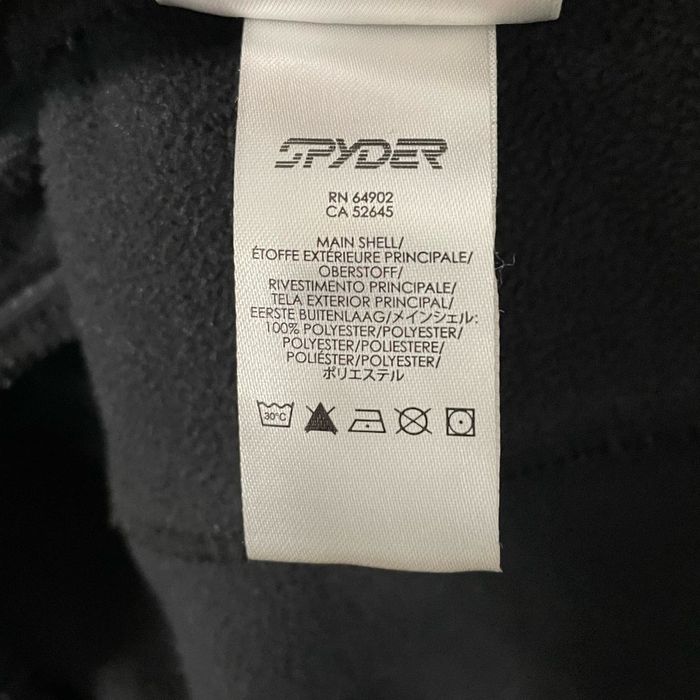 SPYDER
RN 64902
CA 52645
MAIN SHELL/
ÉTOFFE EXTÉRIEURE PRINCIPALE/
OBERSTOFF/
RIVESTIMENTO PRINCIPALE/
TELA EXTERIOR PRINCIPAL/
EERSTE BUITENLAAG/メインシェル:
100% POLYESTER/POLYESTER/
POLYESTER/POLIESTERE/
POLIÉSTER/POLYESTER/
ポリエステル
30°C